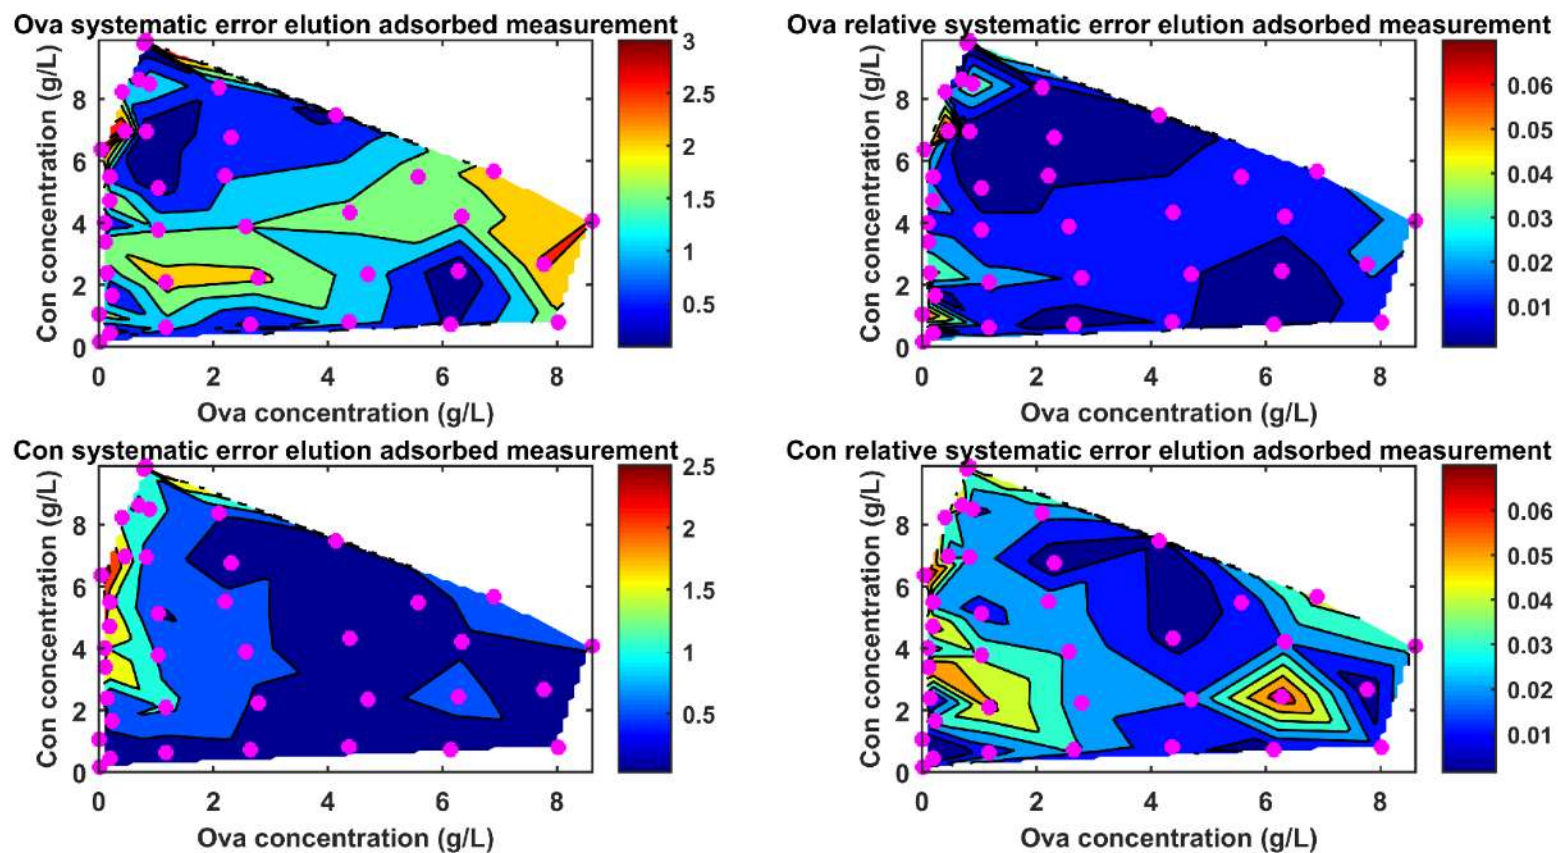 Ova systematic error elution adsorbed measurement
Con concentration (g/L)
8
6
4
2
0
0 2 4 6 8
Ova concentration (g/L)
3
2.5
2
1.5
1
0.5
Ova relative systematic error elution adsorbed measurement
Con concentration (g/L)
8
6
4
2
0
0 2 4 6 8
Ova concentration (g/L)
0.06
0.05
0.04
0.03
0.02
0.01
Con systematic error elution adsorbed measurement
Con concentration (g/L)
8
6
4
2
0
0 2 4 6 8
Ova concentration (g/L)
2.5
2
1.5
1
0.5
Con relative systematic error elution adsorbed measurement
Con concentration (g/L)
8
6
4
2
0
0 2 4 6 8
Ova concentration (g/L)
0.06
0.05
0.04
0.03
0.02
0.01